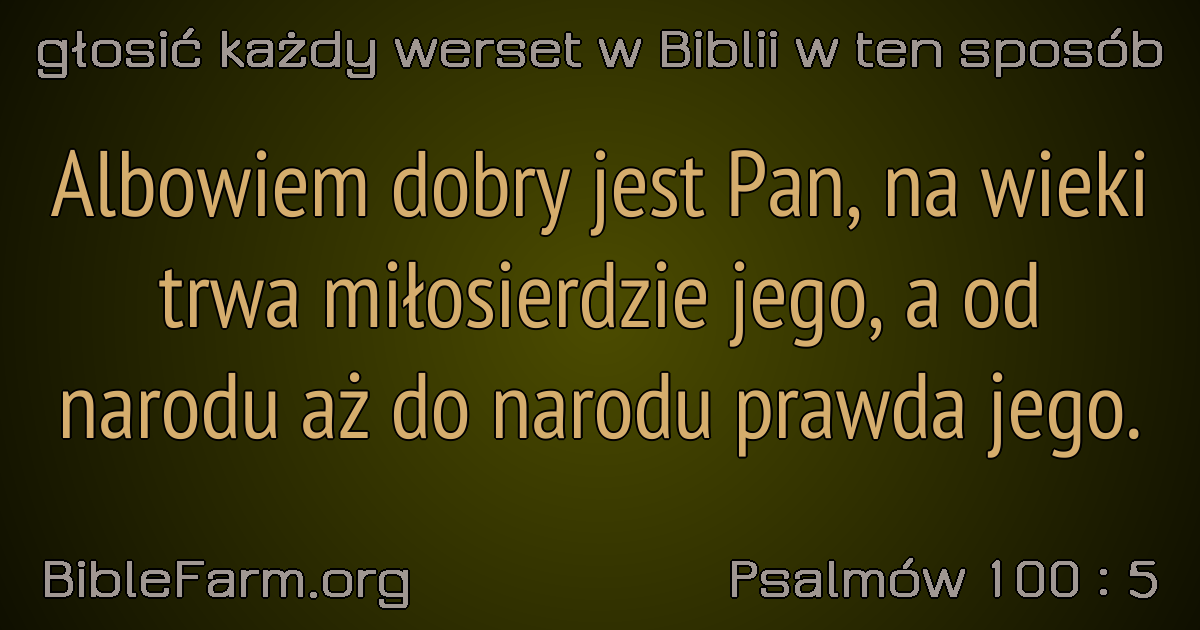 głosić każdy werset w Biblii w ten sposób
Albowiem dobry jest Pan, na wieki
trwa miłosierdzie jego, a od
narodu aż do narodu prawda jego.
BibleFarm.org
Psalmów 100 : 5